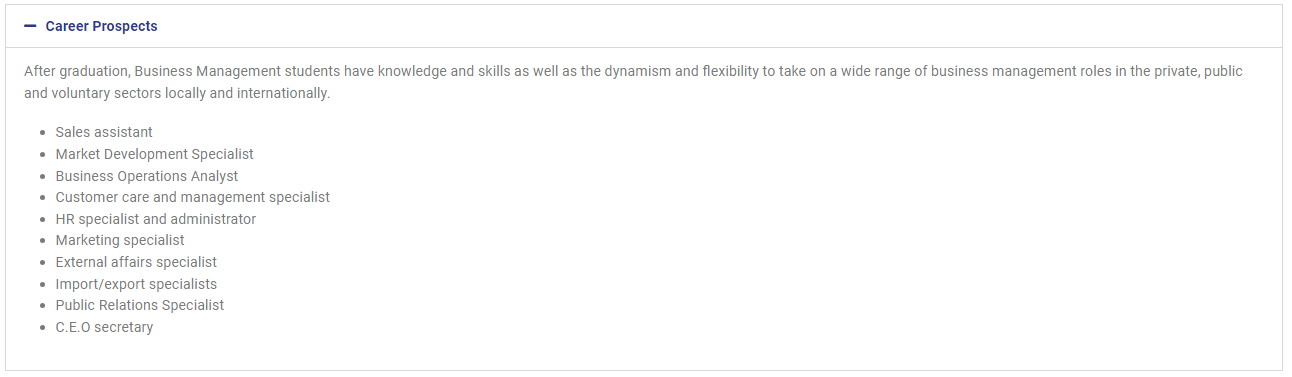 Career Prospects
After graduation, Business Management students have knowledge and skills as well as the dynamism and flexibility to take on a wide range of business management roles in the private, public
and voluntary sectors locally and internationally.
Sales assistant
Market Development Specialist
Business Operations Analyst
Customer care and management specialist
HR specialist and administrator
Marketing specialist
External affairs specialist
Import/export specialists
Public Relations Specialist
C.E.O secretary